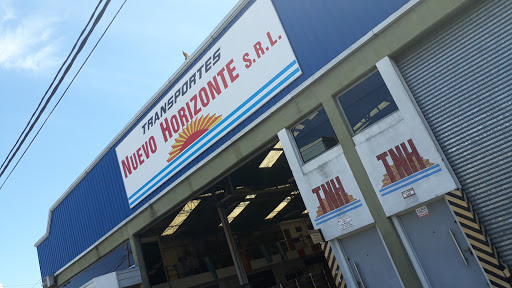 TRANSPORTES
NUEVO HORIZONTE S.R.L.
TNH
TNH